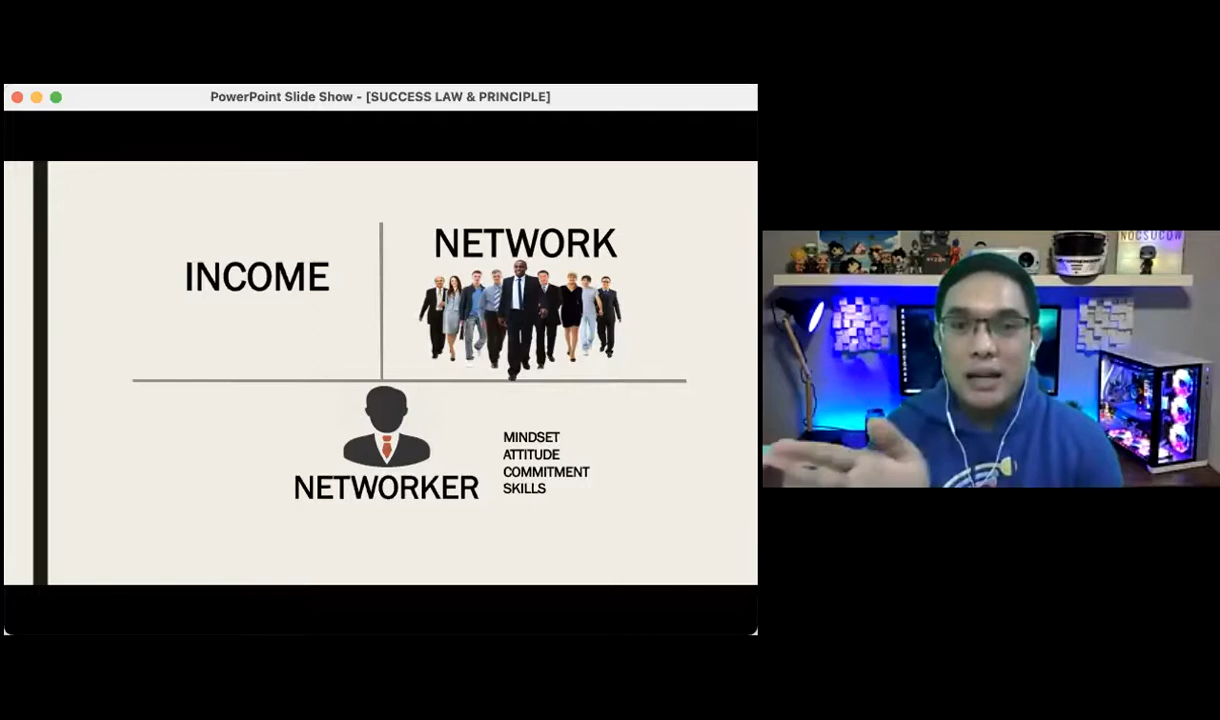 PowerPoint Slide Show - [SUCCESS LAW & PRINCIPLE]
INCOME
NETWORK
NETWORKER
MINDSET
ATTITUDE
COMMITMENT
SKILLS